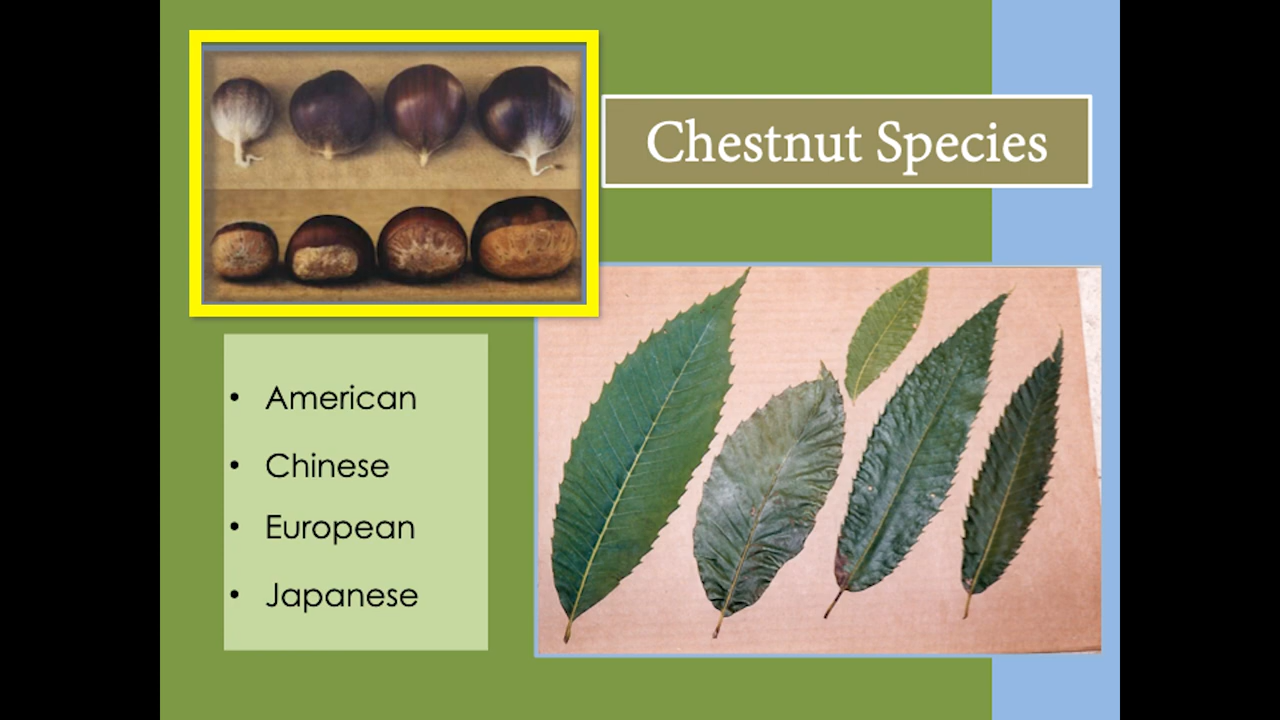 Chestnut Species
• American
• Chinese
• European
• Japanese